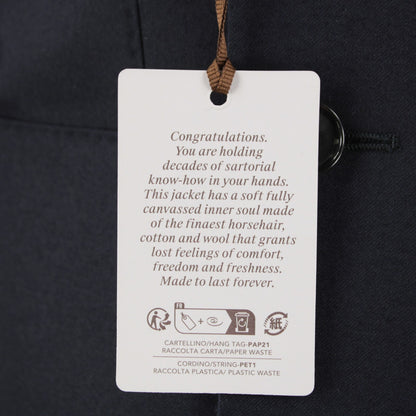 Congratulations.
You are holding
decades of sartorial
know-how in your hands.
This jacket has a soft fully
canvassed inner soul made
of the finaest horsehair,
cotton and wool that grants
lost feelings of comfort,
freedom and freshness.
Made to last forever.
FR
+
紙
CARTELLINO/HANG TAG-PAP21
RACCOLTA CARTA/PAPER WASTE
CORDINO/STRING-PET1
RACCOLTA PLASTICA/ PLASTIC WASTE